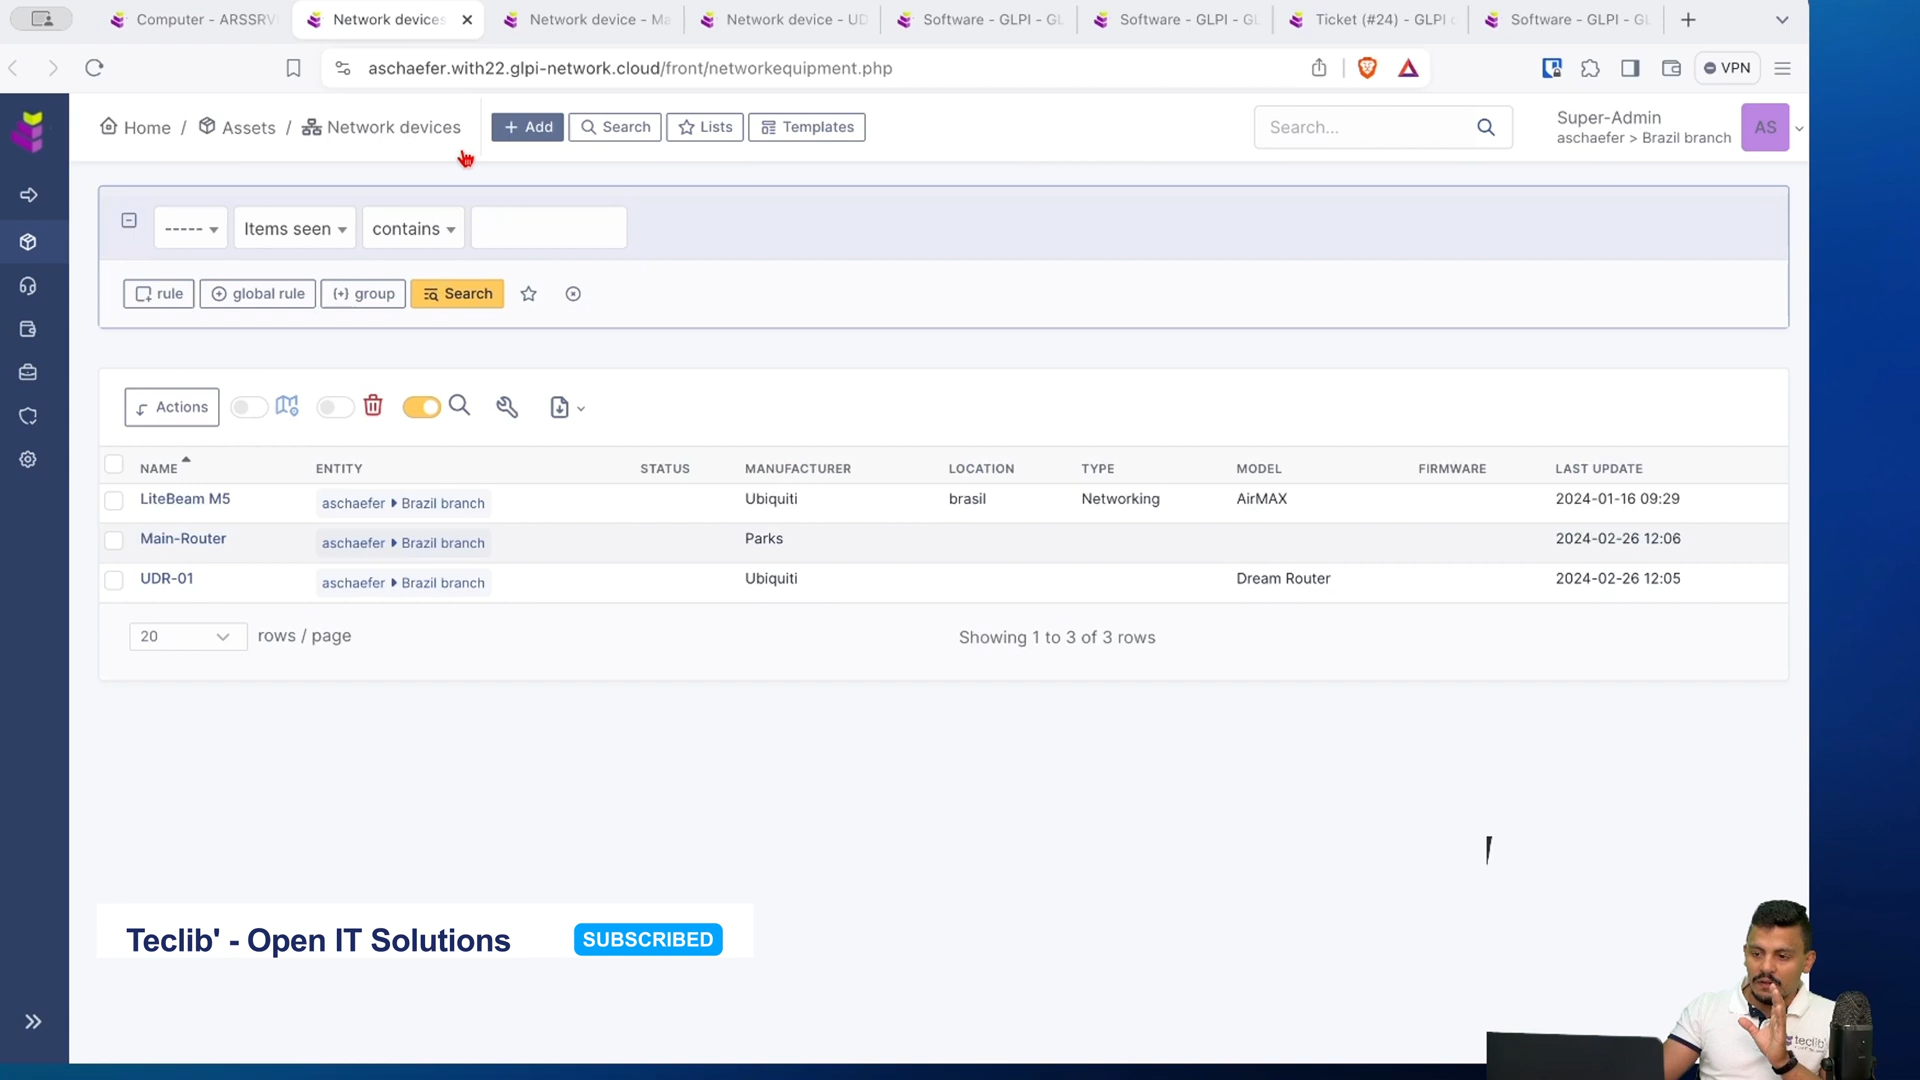 Computer - ARSSRV
Network devices
Network device - Ma
Network device - UD
Software - GLPI - GL
Software - GLPI - GL
Ticket (#24) - GLPI
Software - GLPI - GL
aschaefer.with22.glpi-network.cloud/front/networkequipment.php
VPN
Home / Assets / Network devices
+ Add
Search
Lists
Templates
Search...
Super-Admin
aschaefer > Brazil branch
AS
-----
Items seen
contains
rule
global rule
(+) group
Search
Actions
NAME ENTITY STATUS MANUFACTURER LOCATION TYPE MODEL FIRMWARE LAST UPDATE
LiteBeam M5 aschaefer Brazil branch Ubiquiti brasil Networking AirMAX 2024-01-16 09:29
Main-Router aschaefer Brazil branch Parks 2024-02-26 12:06
UDR-01 aschaefer Brazil branch Ubiquiti Dream Router 2024-02-26 12:05
20 rows / page
Showing 1 to 3 of 3 rows
Teclib' - Open IT Solutions
SUBSCRIBED
teclib'